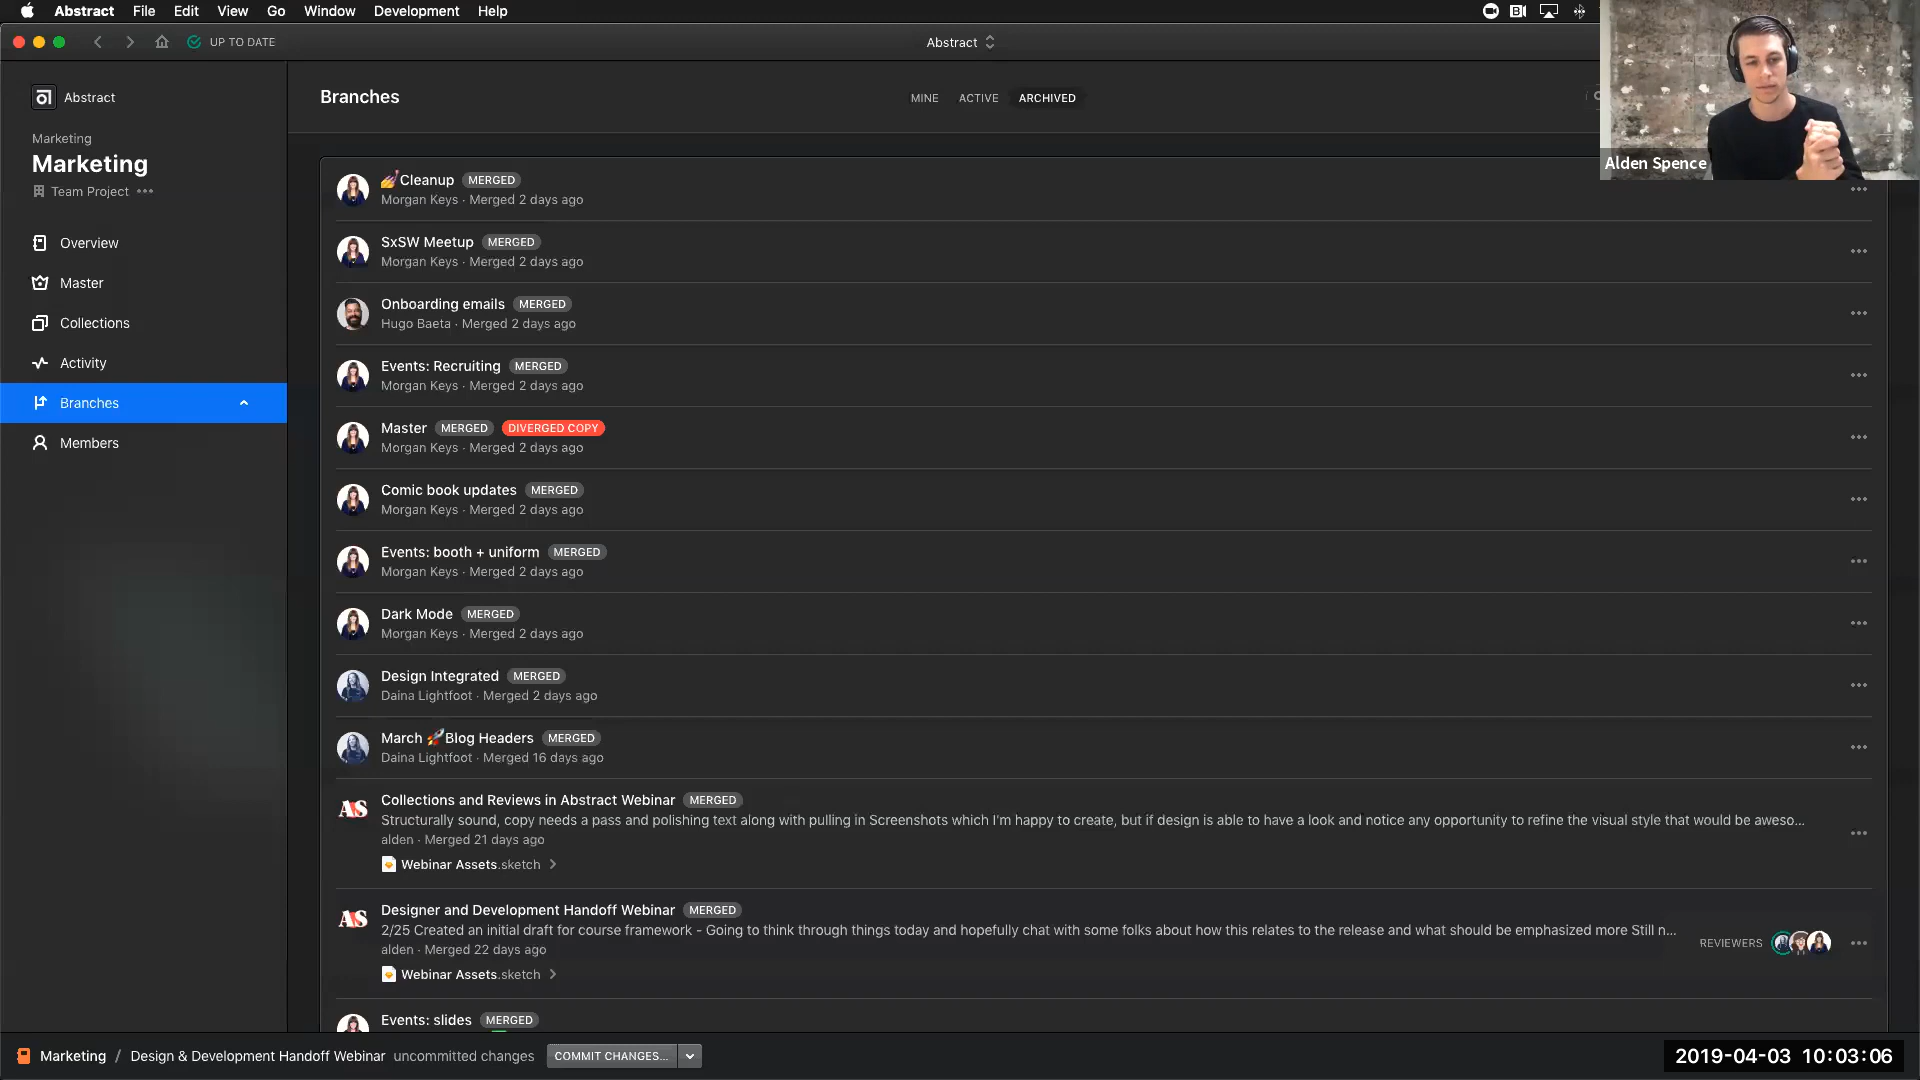 Abstract File Edit View Go Window Development Help
UP TO DATE
Abstract
Abstract
Marketing
Marketing
Team Project
Overview
Master
Collections
Activity
Branches
Members
Branches
MINE ACTIVE ARCHIVED
Alden Spence
Cleanup MERGED
Morgan Keys · Merged 2 days ago
SxSW Meetup MERGED
Morgan Keys · Merged 2 days ago
Onboarding emails MERGED
Hugo Baeta · Merged 2 days ago
Events: Recruiting MERGED
Morgan Keys · Merged 2 days ago
Master MERGED DIVERGED COPY
Morgan Keys · Merged 2 days ago
Comic book updates MERGED
Morgan Keys · Merged 2 days ago
Events: booth + uniform MERGED
Morgan Keys · Merged 2 days ago
Dark Mode MERGED
Morgan Keys · Merged 2 days ago
Design Integrated MERGED
Daina Lightfoot · Merged 2 days ago
March 🚀Blog Headers MERGED
Daina Lightfoot · Merged 16 days ago
AS
Collections and Reviews in Abstract Webinar MERGED
Structurally sound, copy needs a pass and polishing text along with pulling in Screenshots which I'm happy to create, but if design is able to have a look and notice any opportunity to refine the visual style that would be aweso...
alden · Merged 21 days ago
Webinar Assets.sketch
AS
Designer and Development Handoff Webinar MERGED
2/25 Created an initial draft for course framework - Going to think through things today and hopefully chat with some folks about how this relates to the release and what should be emphasized more Still n...
alden · Merged 22 days ago
REVIEWERS
Webinar Assets.sketch
Events: slides MERGED
Marketing / Design & Development Handoff Webinar uncommitted changes COMMIT CHANGES...
2019-04-03 10:03:06